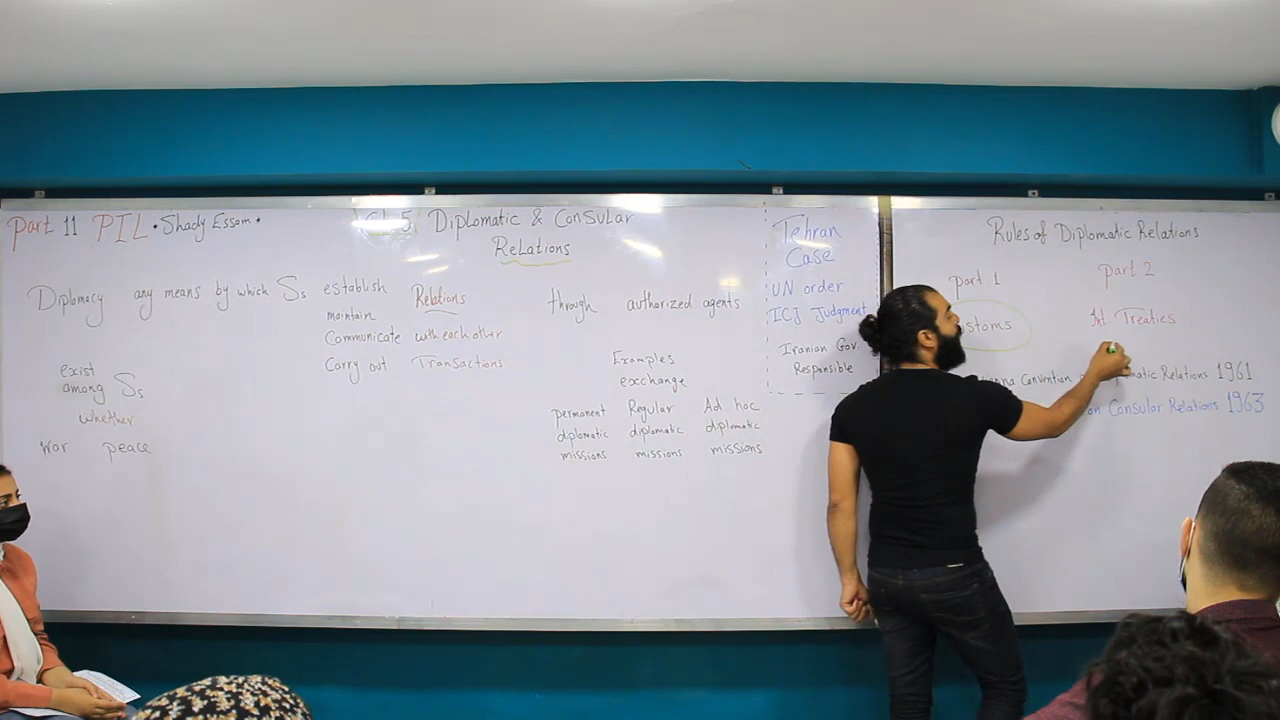 Part 11 PIL • Shady Essam •
Ch 5. Diplomatic & Consular
Relations
Diplomacy any means by which Ss establish Relations through authorized agents
maintain
Communicate with each other
Carry out Transactions
exist
among Ss
whether
War peace
Examples
exchange
permanent Regular Ad hoc
diplomatic diplomatic diplomatic
missions missions missions
Tehran
Case
UN order
ICJ Judgment
Iranian Gov.
Responsible
Rules of Diplomatic Relations
part 1 part 2
Int. Treaties
Convention Relations 1961
on Consular Relations 1963